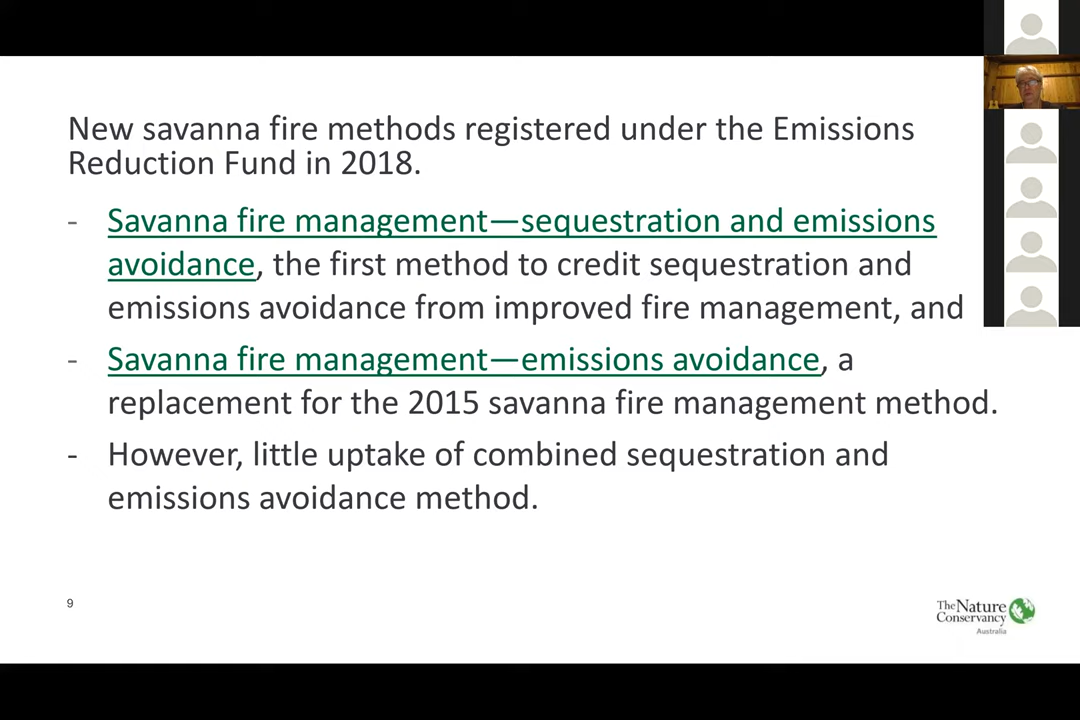 New savanna fire methods registered under the Emissions
Reduction Fund in 2018.
- Savanna fire management—sequestration and emissions
avoidance, the first method to credit sequestration and
emissions avoidance from improved fire management, and
- Savanna fire management—emissions avoidance, a
replacement for the 2015 savanna fire management method.
- However, little uptake of combined sequestration and
emissions avoidance method.
9
The Nature
Conservancy
Australia